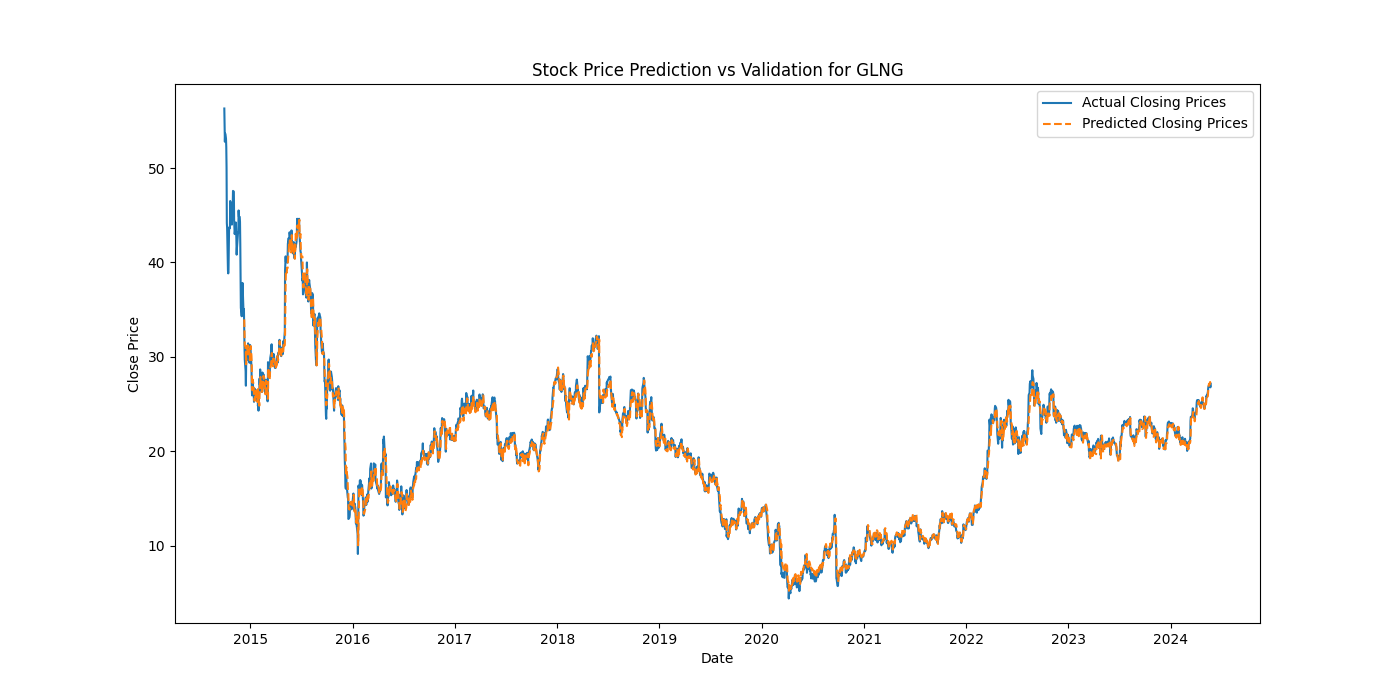 Stock Price Prediction vs Validation for GLNG
Actual Closing Prices
Predicted Closing Prices
Close Price
50
40
30
20
10
2015 2016 2017 2018 2019 2020 2021 2022 2023 2024
Date